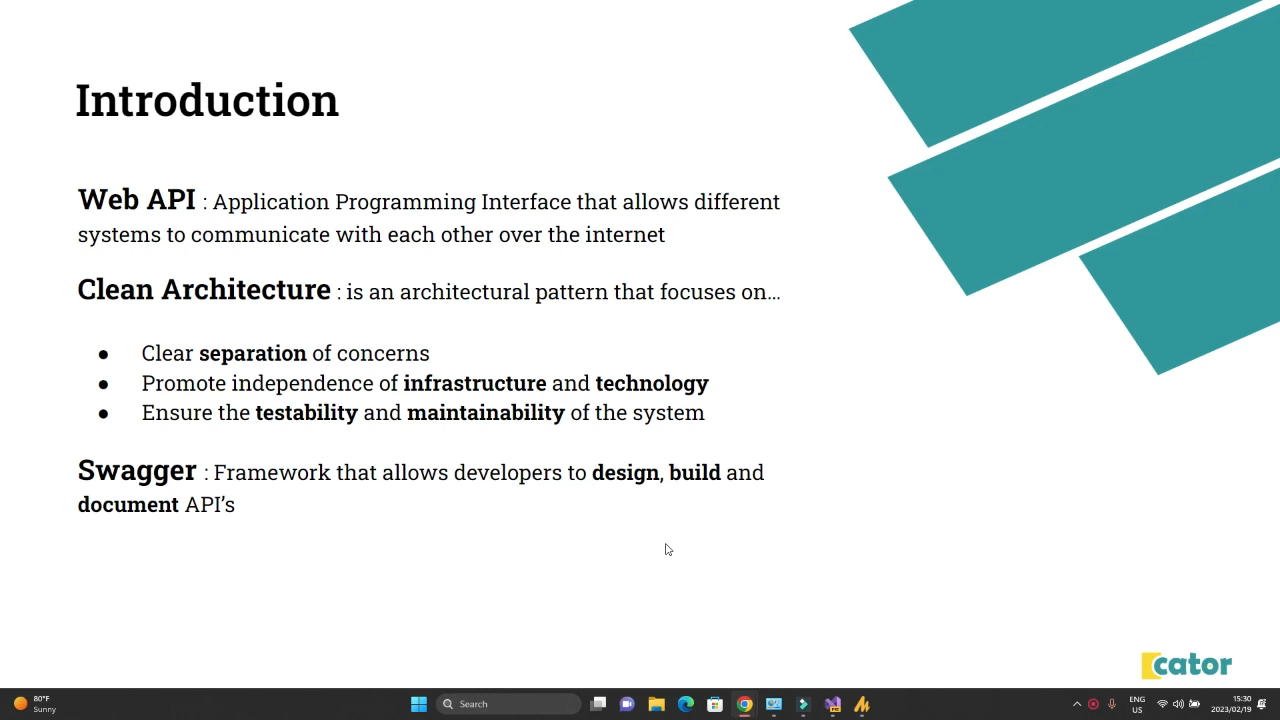 Introduction
Web API : Application Programming Interface that allows different
systems to communicate with each other over the internet
Clean Architecture : is an architectural pattern that focuses on...
● Clear separation of concerns
● Promote independence of infrastructure and technology
● Ensure the testability and maintainability of the system
Swagger : Framework that allows developers to design, build and
document API’s
cator
80°F
Sunny
Search
ENG
US
15:30
2023/02/19